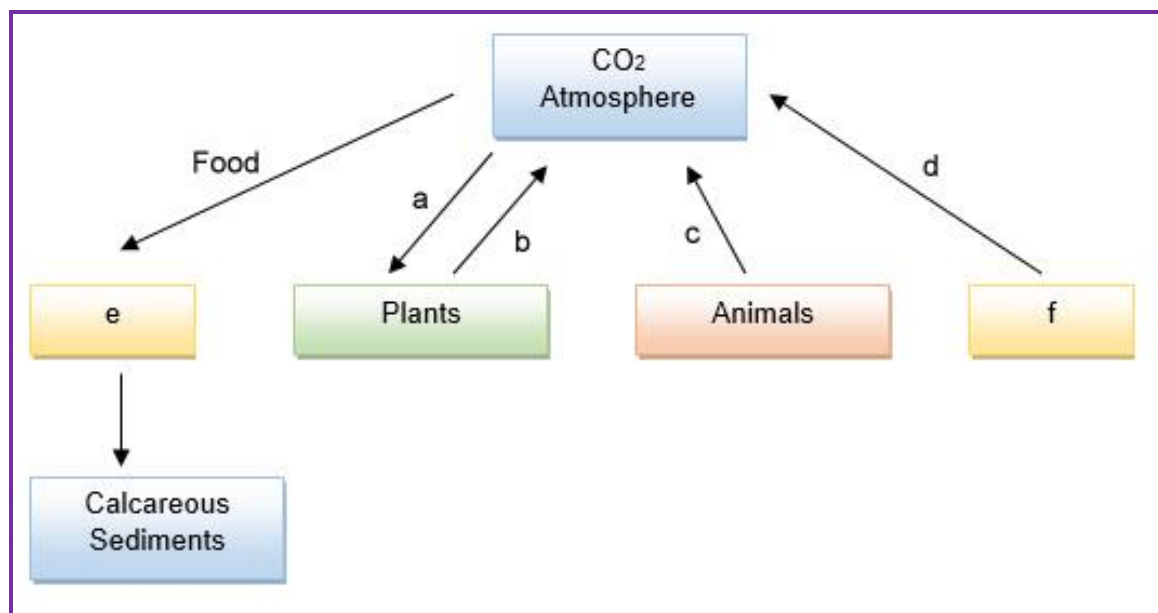 CO₂
Atmosphere
Food
a
b
c
d
e
Plants
Animals
f
Calcareous
Sediments